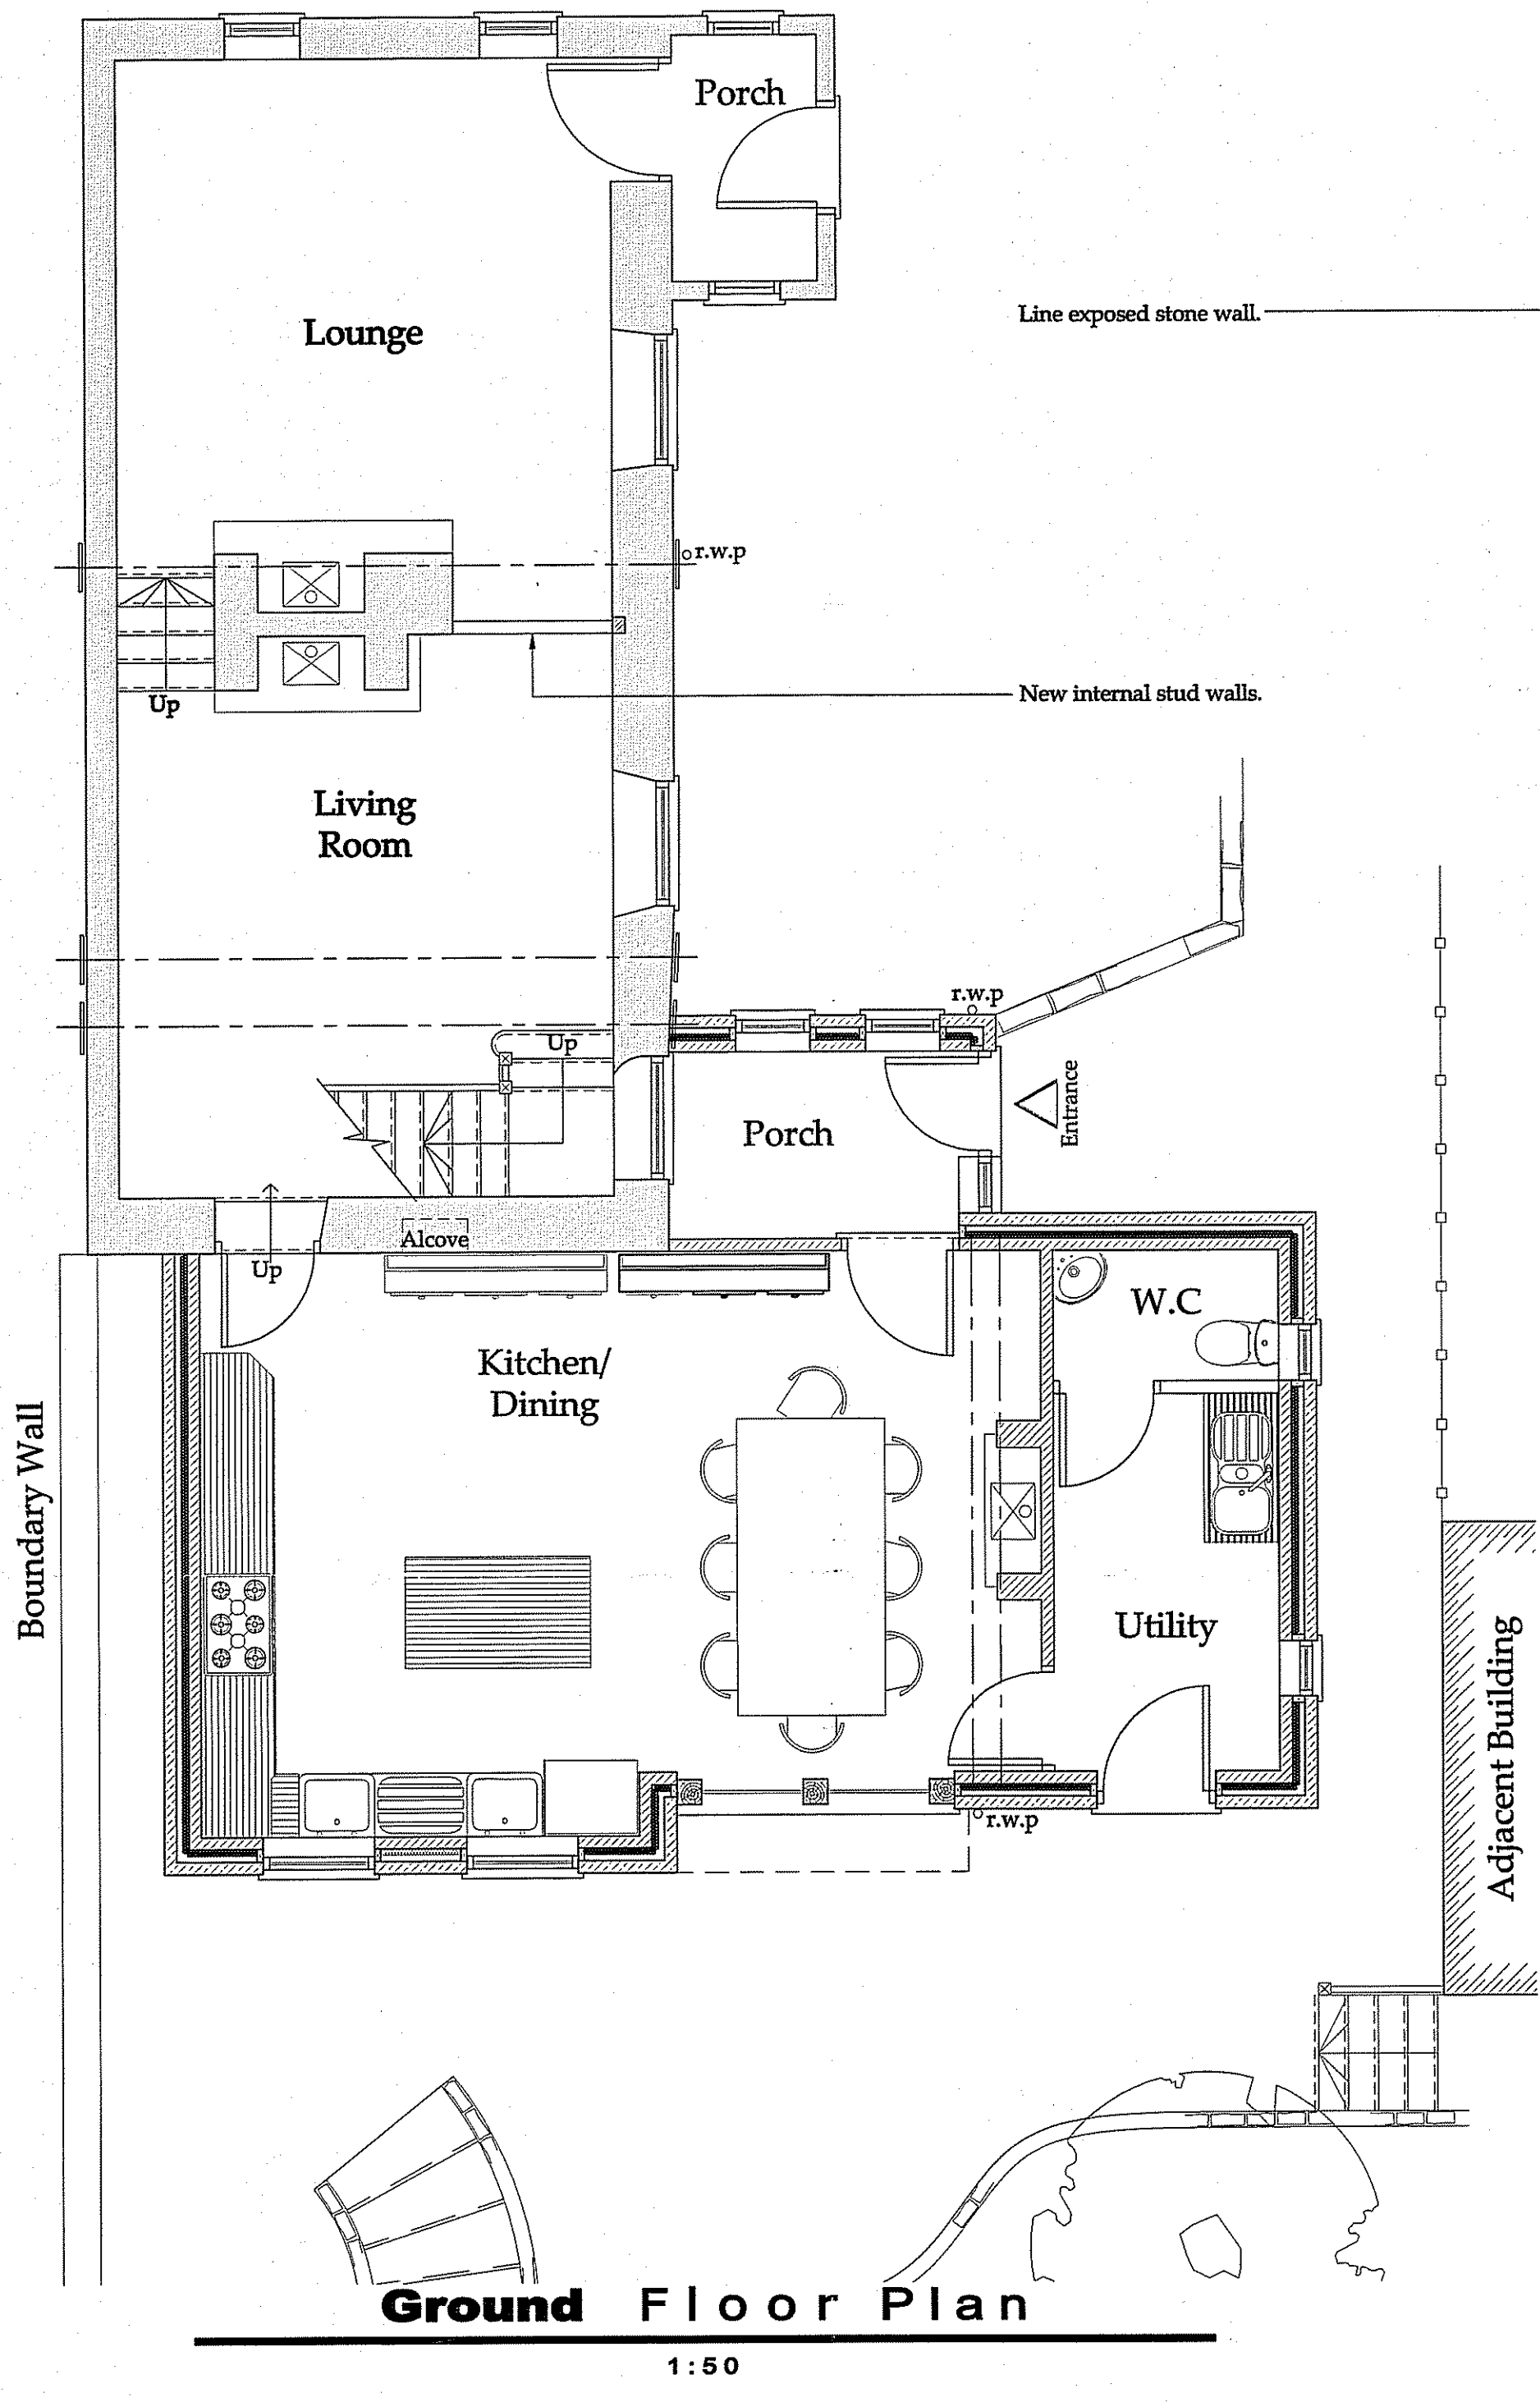 Porch
Line exposed stone wall.
Lounge
r.w.p
Up
New internal stud walls.
Living
Room
r.w.p
Up
Entrance
Porch
Alcove
Up
W.C
Kitchen/
Dining
Boundary Wall
Utility
Adjacent Building
r.w.p
Ground Floor Plan
1:50